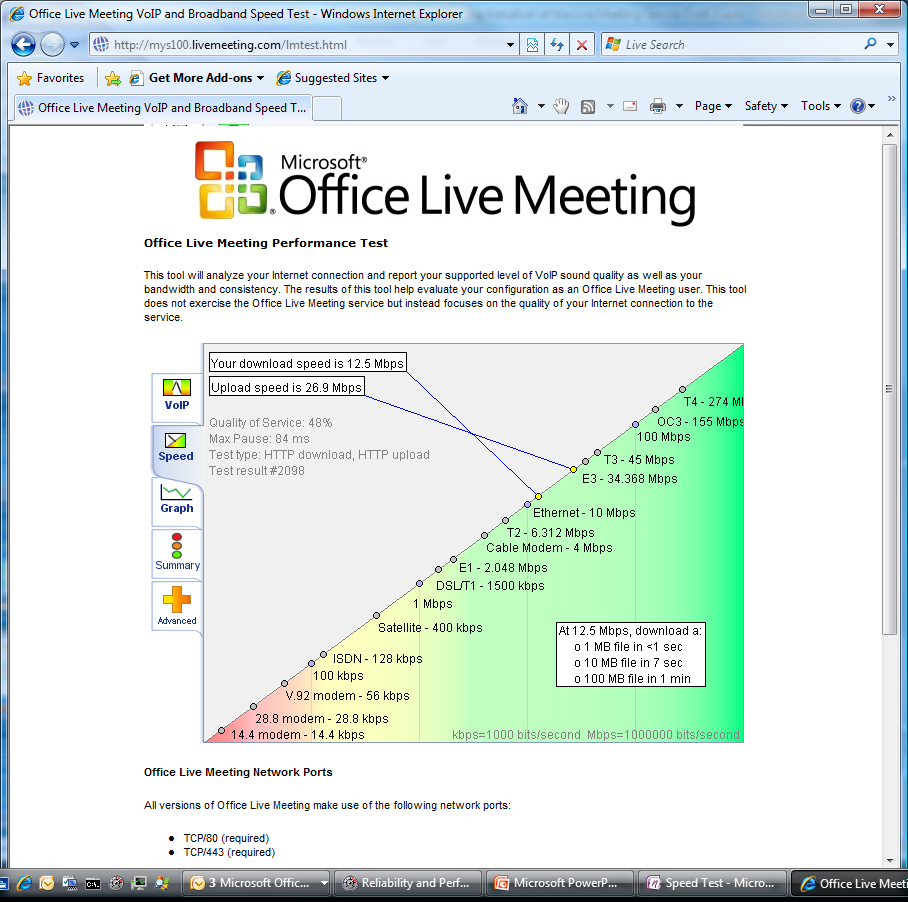 Office Live Meeting VoIP and Broadband Speed Test - Windows Internet Explorer
http://mys100.livemeeting.com/lmtest.html
Live Search
Favorites
Get More Add-ons
Suggested Sites
Office Live Meeting VoIP and Broadband Speed T...
Page
Safety
Tools
Microsoft®
Office Live Meeting
Office Live Meeting Performance Test
This tool will analyze your Internet connection and report your supported level of VoIP sound quality as well as your
bandwidth and consistency. The results of this tool help evaluate your configuration as an Office Live Meeting user. This tool
does not exercise the Office Live Meeting service but instead focuses on the quality of your Internet connection to the
service.
VoIP
Speed
Graph
Summary
Advanced
Your download speed is 12.5 Mbps
Upload speed is 26.9 Mbps
Quality of Service: 48%
Max Pause: 84 ms
Test type: HTTP download, HTTP upload
Test result #2098
T4 - 274 M
OC3 - 155 Mbps
100 Mbps
T3 - 45 Mbps
E3 - 34.368 Mbps
Ethernet - 10 Mbps
T2 - 6.312 Mbps
Cable Modem - 4 Mbps
E1 - 2.048 Mbps
DSL/T1 - 1500 kbps
1 Mbps
Satellite - 400 kbps
ISDN - 128 kbps
100 kbps
V.92 modem - 56 kbps
28.8 modem - 28.8 kbps
14.4 modem - 14.4 kbps
At 12.5 Mbps, download a:
o 1 MB file in <1 sec
o 10 MB file in 7 sec
o 100 MB file in 1 min
kbps=1000 bits/second Mbps=1000000 bits/second
Office Live Meeting Network Ports
All versions of Office Live Meeting make use of the following network ports:
• TCP/80 (required)
• TCP/443 (required)
3 Microsoft Offic...
Reliability and Perf...
Microsoft PowerP...
Speed Test - Micro...
Office Live Meeti